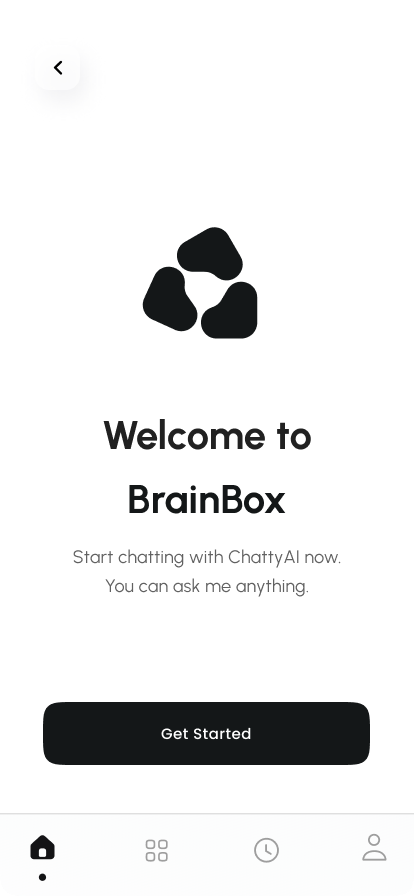 Welcome to
BrainBox
Start chatting with ChattyAI now.
You can ask me anything.
Get Started